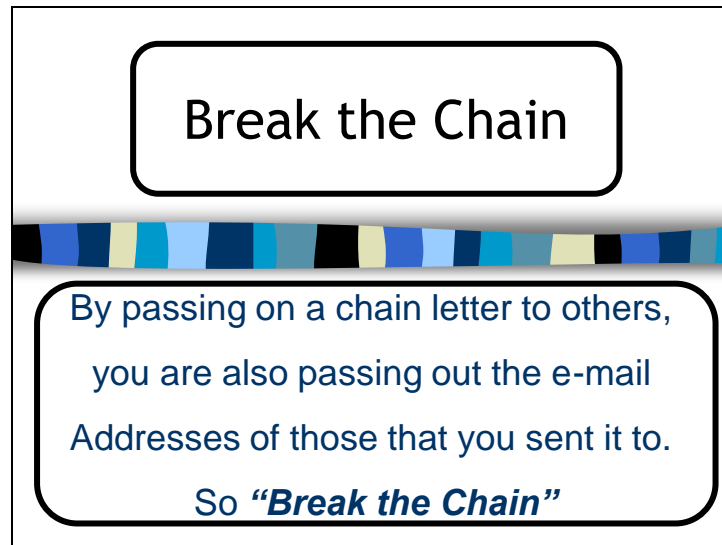 Break the Chain
By passing on a chain letter to others,
you are also passing out the e-mail
Addresses of those that you sent it to.
So “Break the Chain”